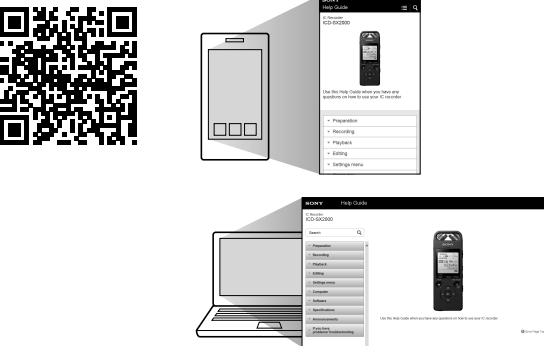 SONY
Help Guide
IC Recorder
ICD-SX2000
Use this Help Guide when you have any
questions on how to use your IC recorder
Preparation
Recording
Playback
Editing
Settings menu
SONY Help Guide
IC Recorder
ICD-SX2000
Search
Preparation
Recording
Playback
Editing
Settings menu
Computer
Software
Specifications
Announcements
If you have
problems/Troubleshooting
SONY
Use this Help Guide when you have any questions on how to use your IC recorder